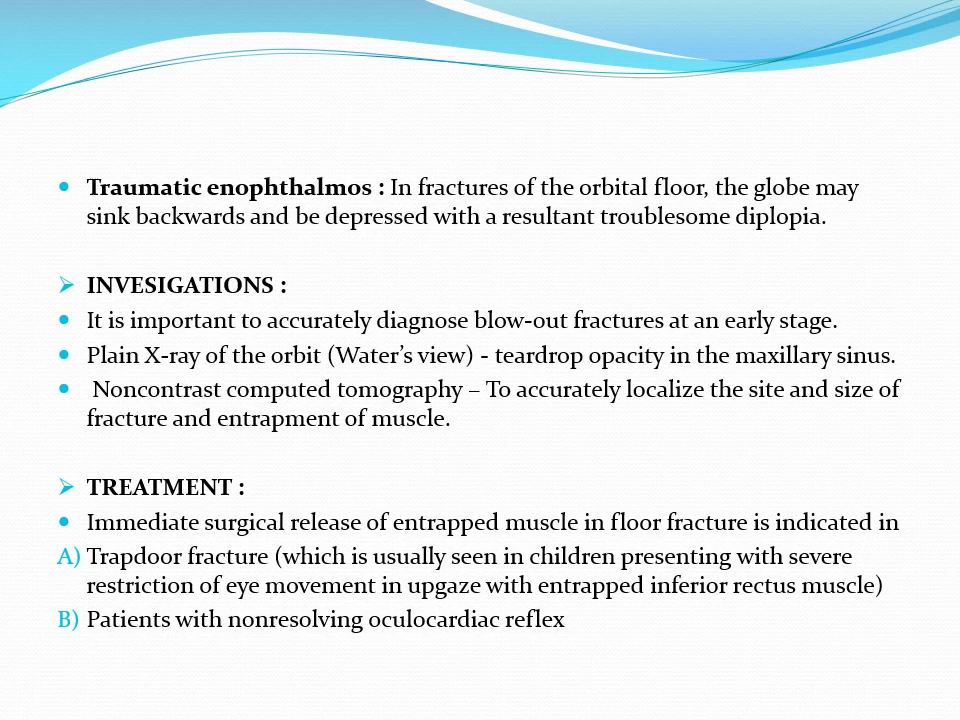 • Traumatic enophthalmos : In fractures of the orbital floor, the globe may
sink backwards and be depressed with a resultant troublesome diplopia.
➢ INVESIGATIONS :
• It is important to accurately diagnose blow-out fractures at an early stage.
• Plain X-ray of the orbit (Water’s view) - teardrop opacity in the maxillary sinus.
• Noncontrast computed tomography – To accurately localize the site and size of
fracture and entrapment of muscle.
➢ TREATMENT :
• Immediate surgical release of entrapped muscle in floor fracture is indicated in
A) Trapdoor fracture (which is usually seen in children presenting with severe
restriction of eye movement in upgaze with entrapped inferior rectus muscle)
B) Patients with nonresolving oculocardiac reflex